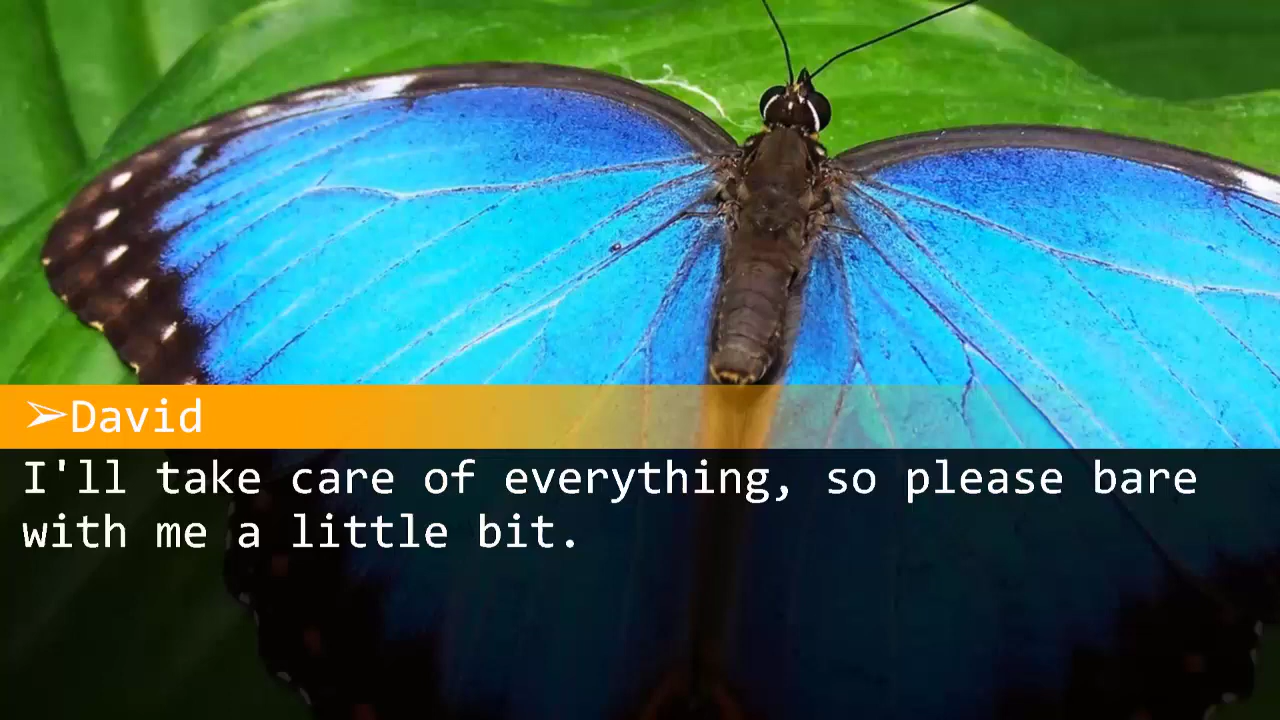 ➢David
I'll take care of everything, so please bare
with me a little bit.